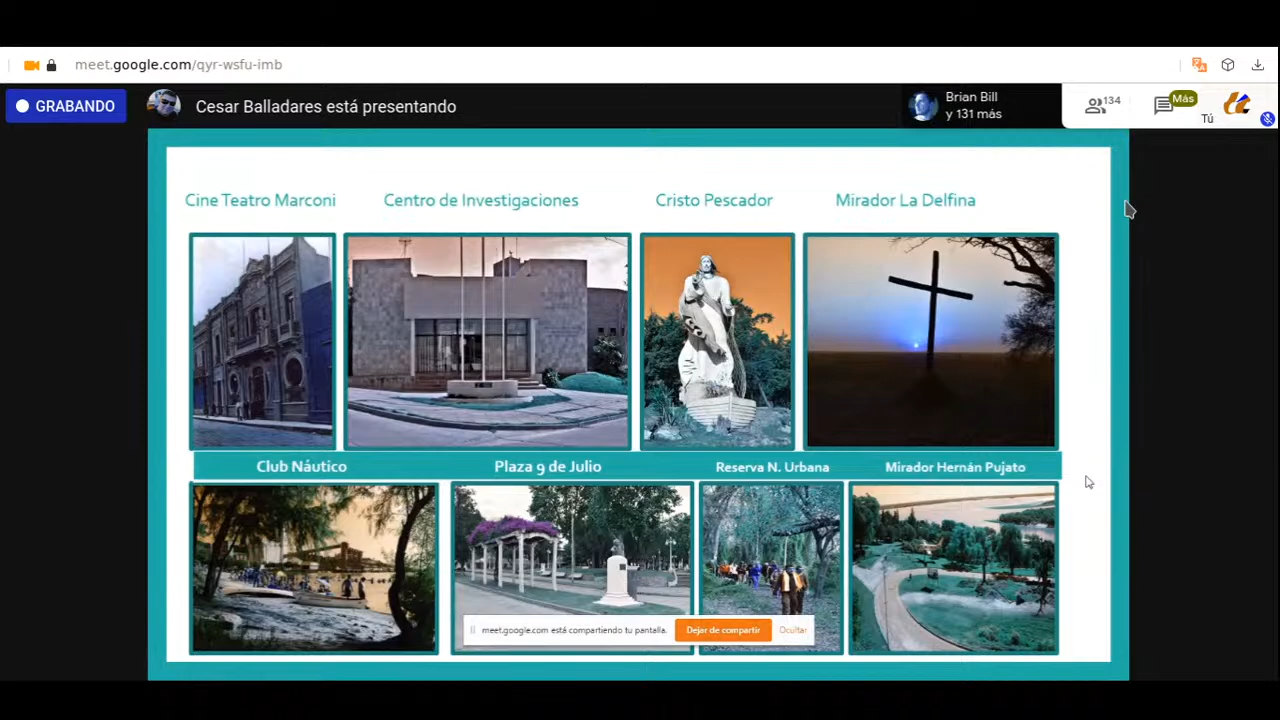 meet.google.com/qyr-wsfu-imb
GRABANDO
Cesar Balladares está presentando
Brian Bill
y 131 más
134
Más
Tú
Cine Teatro Marconi
Centro de Investigaciones
Cristo Pescador
Mirador La Delfina
Club Náutico
Plaza 9 de Julio
Reserva N. Urbana
Mirador Hernán Pujato
meet.google.com está compartiendo tu pantalla.
Dejar de compartir
Ocultar